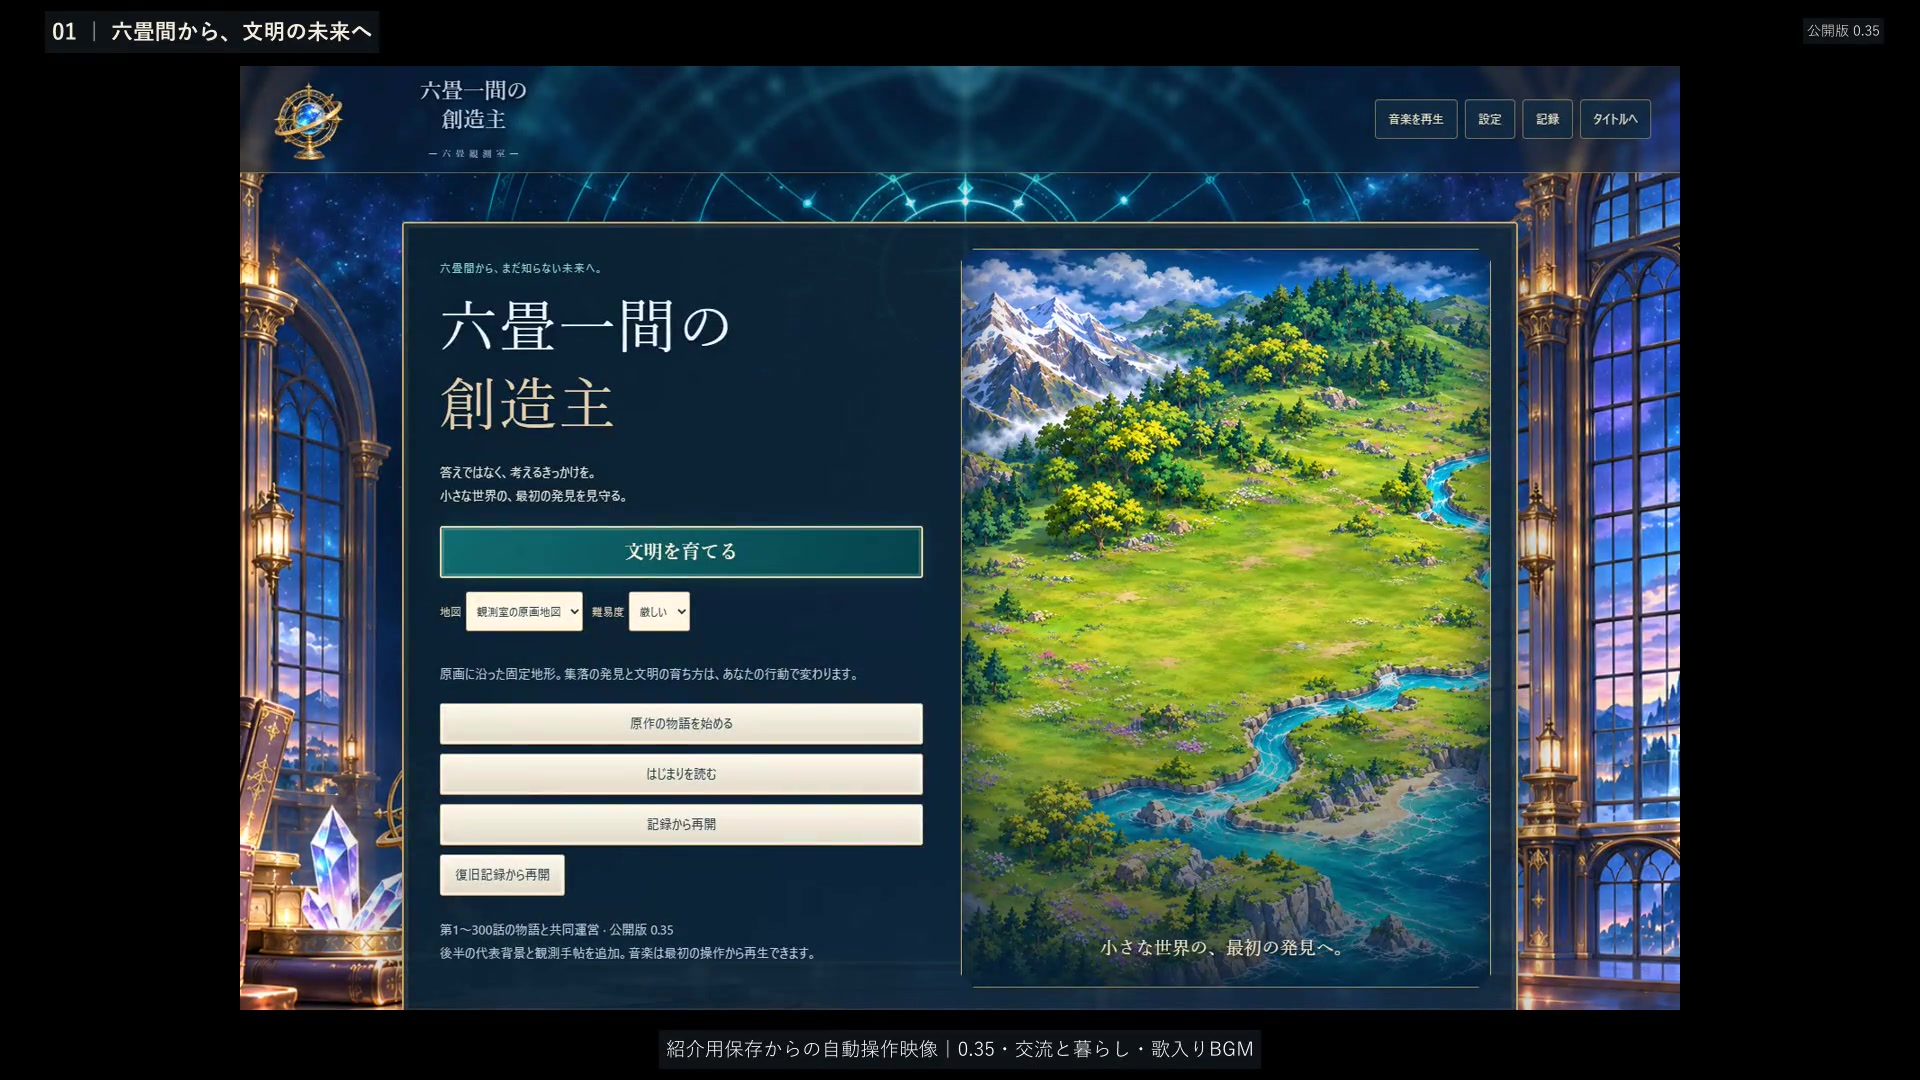 01 | 六畳間から、文明の未来へ
公開版 0.35
六畳一間の
創造主
ー六畳観測室ー
音楽を再生
設定
記録
タイトルへ
六畳間から、まだ知らない未来へ。
六畳一間の
創造主
答えではなく、考えるきっかけを。
小さな世界の、最初の発見を見守る。
文明を育てる
地図 観測室の原画地図 難易度 厳しい
原画に沿った固定地形。集落の発見と文明の育ち方は、あなたの行動で変わります。
原作の物語を始める
はじまりを読む
記録から再開
復旧記録から再開
第1〜300話の物語と共同運営 · 公開版 0.35
後半の代表背景と観測手帖を追加。音楽は最初の操作から再生できます。
小さな世界の、最初の発見へ。
紹介用保存からの自動操作映像｜0.35・交流と暮らし・歌入りBGM